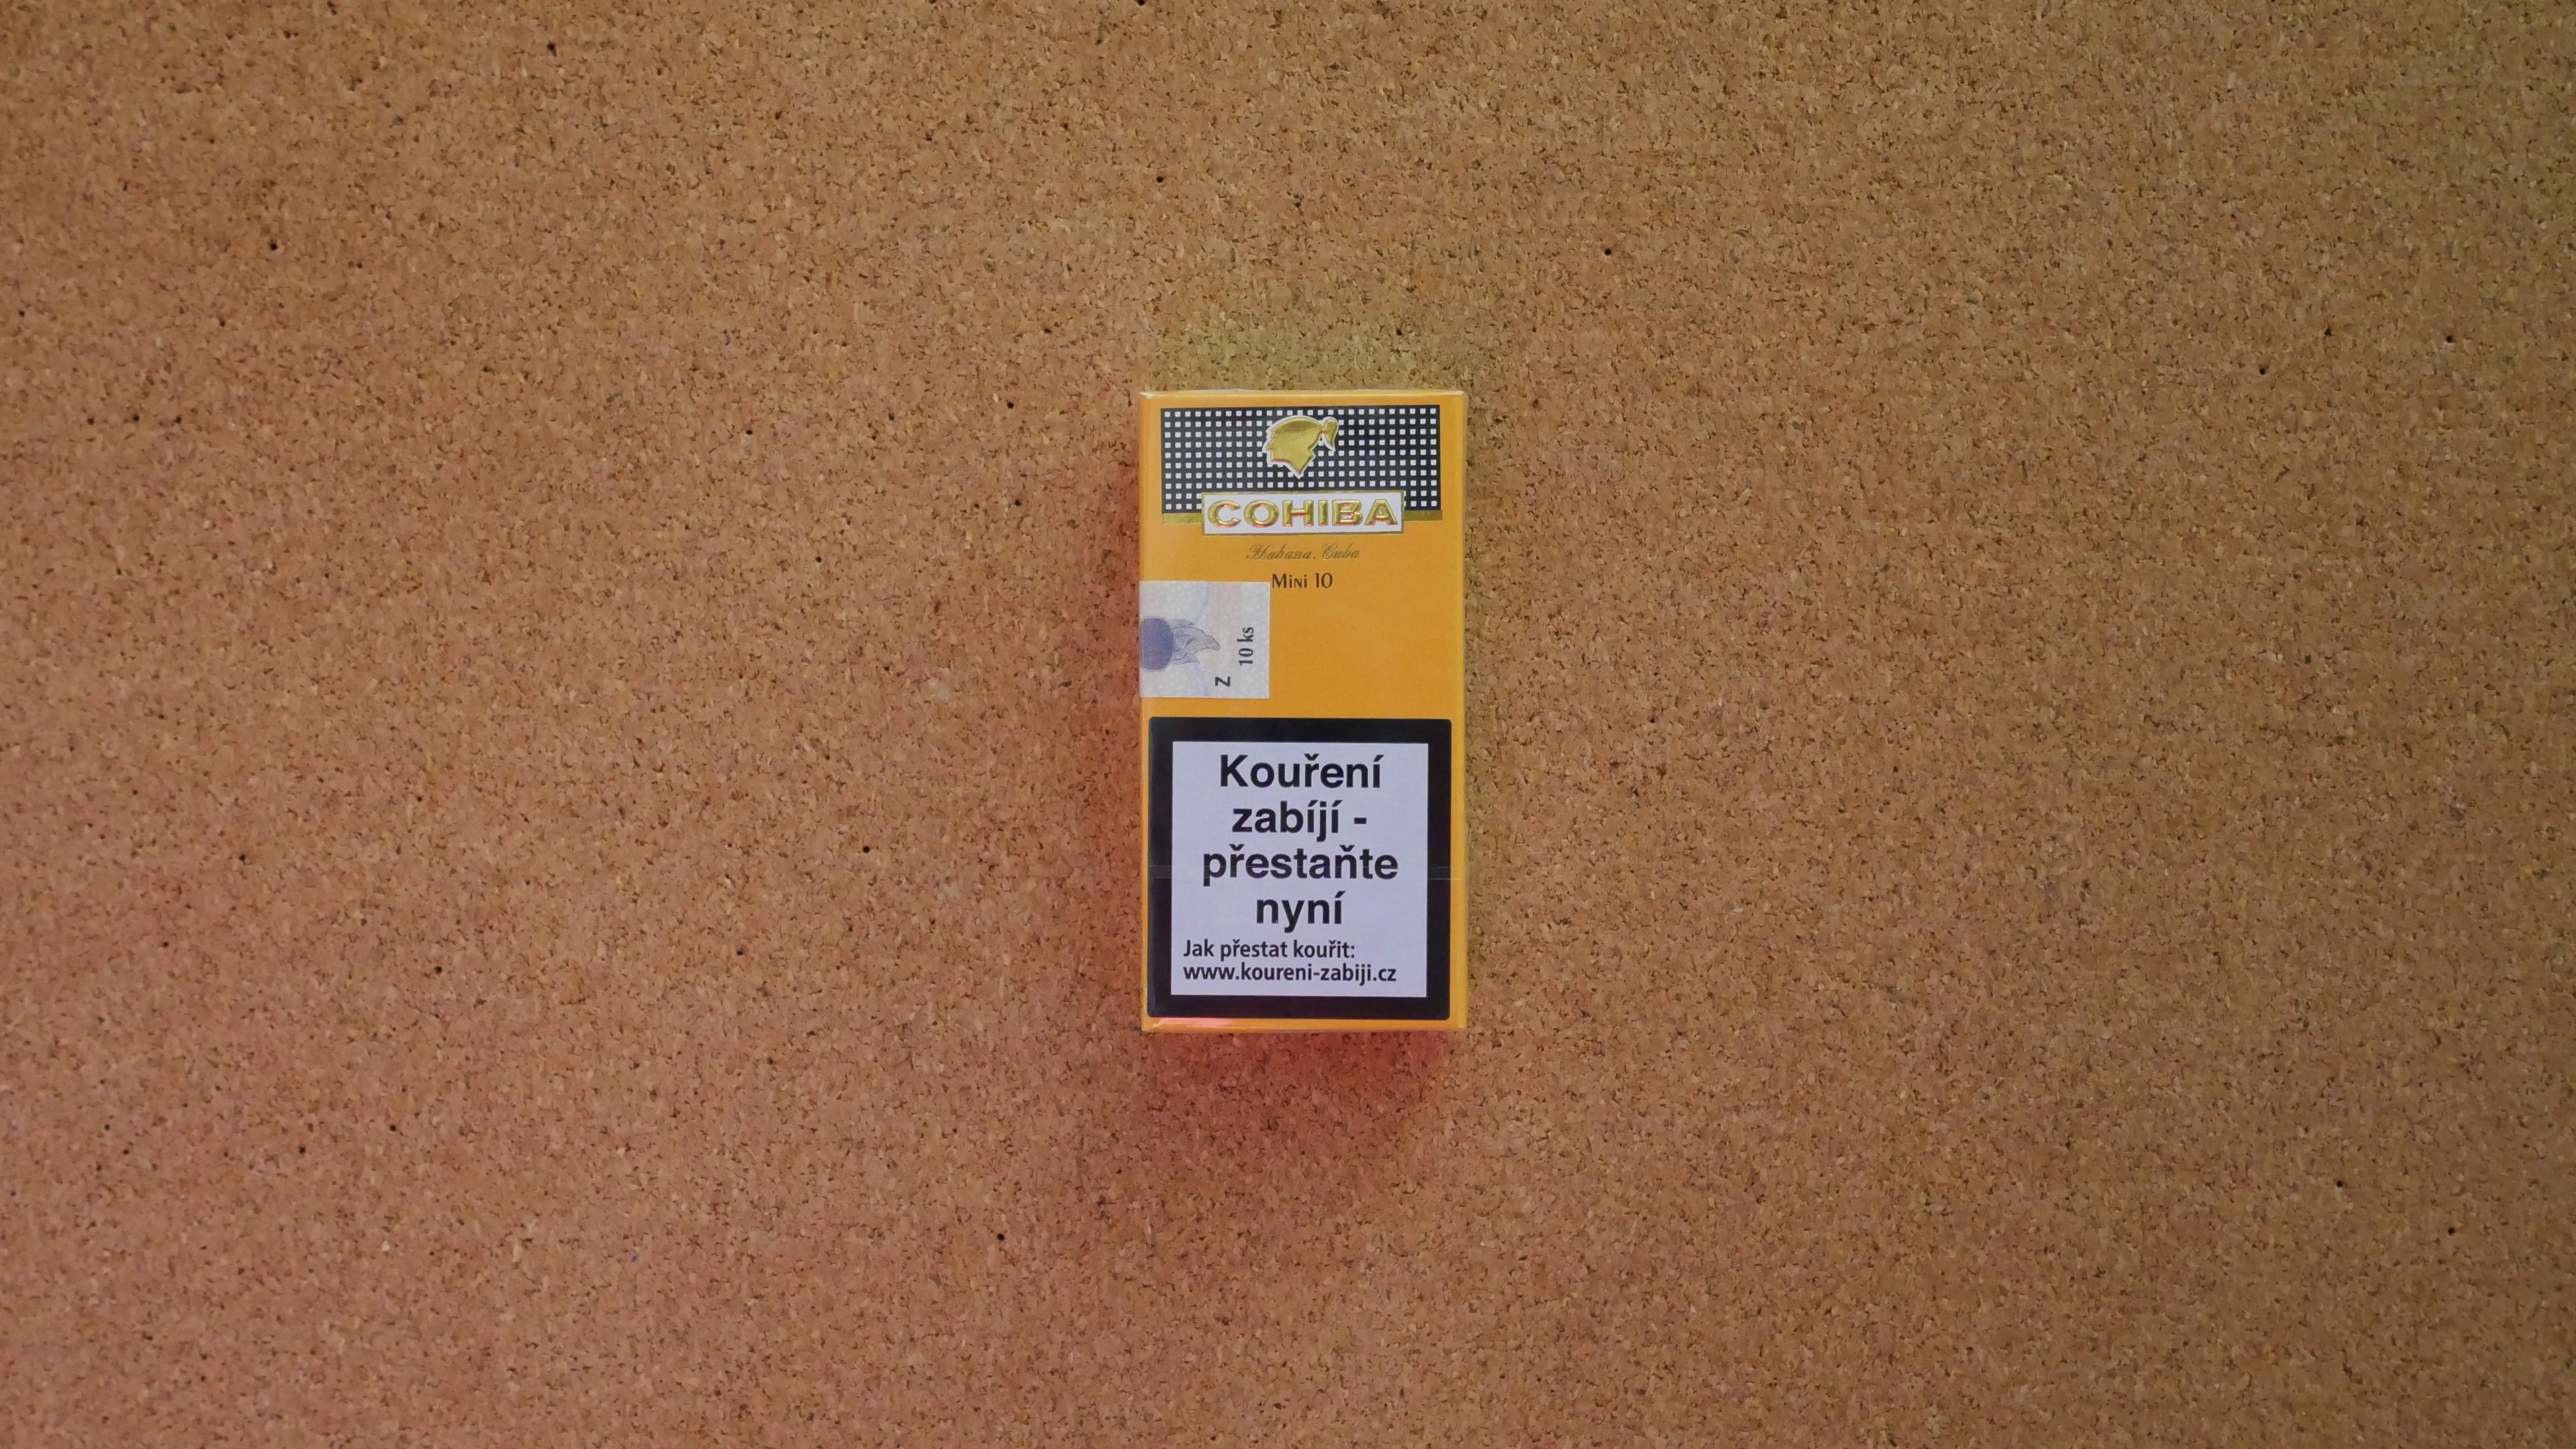 COHIBA
Habana, Cuba
Mini 10
10 ks
Z
Kouření
zabíjí -
přestaňte
nyní
Jak přestat kouřit:
www.koureni-zabiji.cz